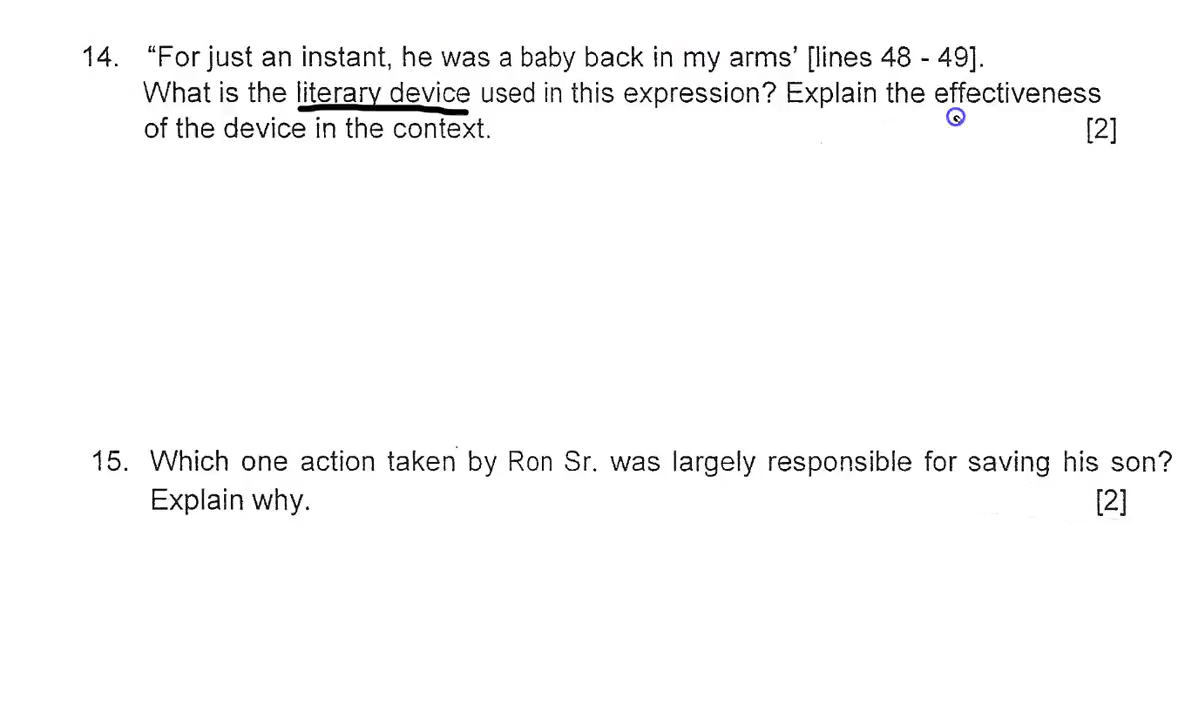 14. “For just an instant, he was a baby back in my arms’ [lines 48 - 49].
What is the literary device used in this expression? Explain the effectiveness
of the device in the context. [2]
15. Which one action taken by Ron Sr. was largely responsible for saving his son?
Explain why. [2]